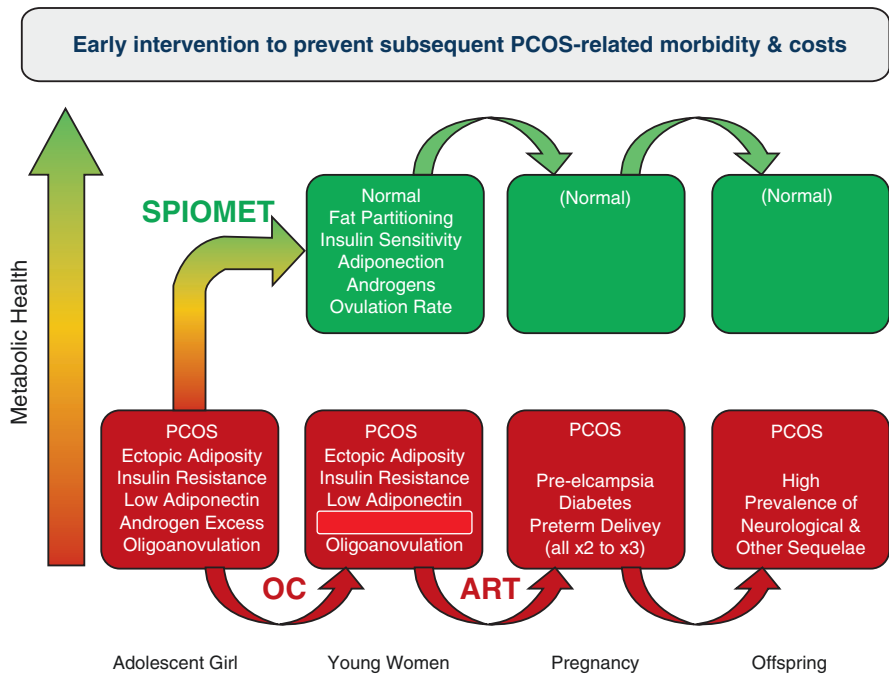 Early intervention to prevent subsequent PCOS-related morbidity & costs
Metabolic Health
SPIOMET
Normal
Fat Partitioning
Insulin Sensitivity
Adiponection
Androgens
Ovulation Rate
(Normal)
(Normal)
PCOS
Ectopic Adiposity
Insulin Resistance
Low Adiponectin
Androgen Excess
Oligoanovulation
PCOS
Ectopic Adiposity
Insulin Resistance
Low Adiponectin
Oligoanovulation
PCOS
Pre-elcampsia
Diabetes
Preterm Delivey
(all x2 to x3)
PCOS
High
Prevalence of
Neurological &
Other Sequelae
OC
ART
Adolescent Girl
Young Women
Pregnancy
Offspring